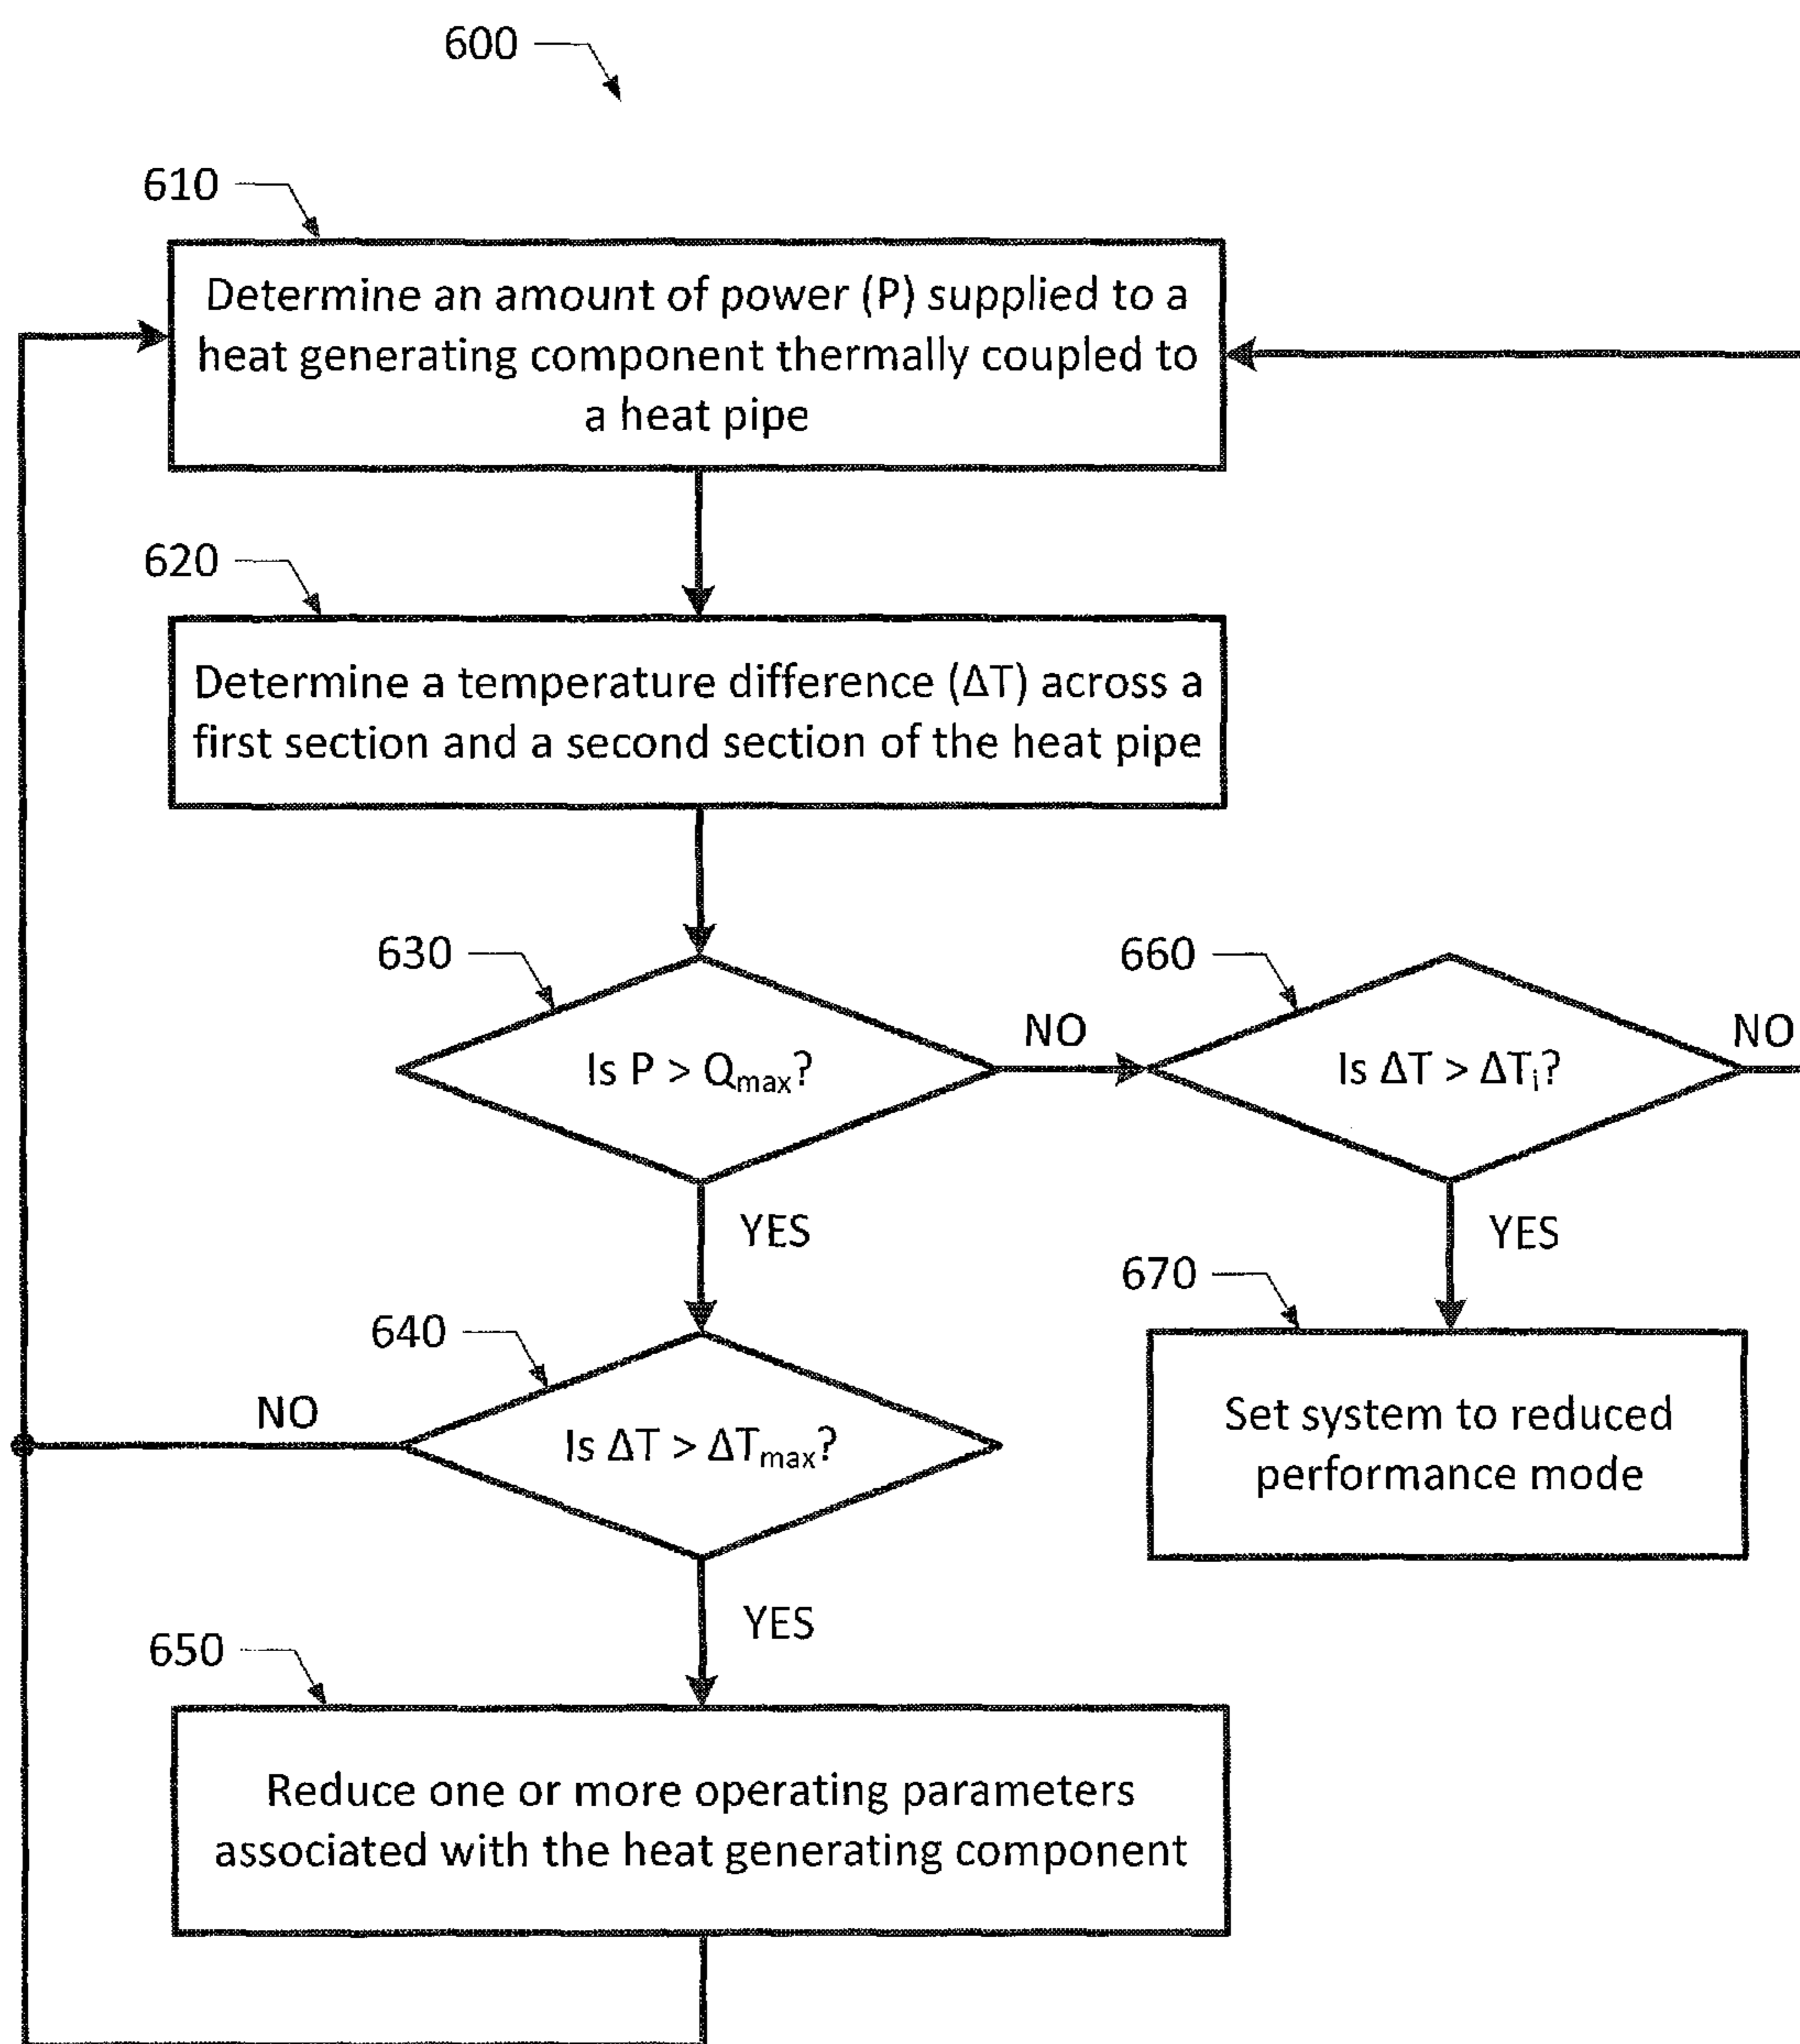 600
610
Determine an amount of power (P) supplied to a
heat generating component thermally coupled to
a heat pipe
620
Determine a temperature difference (ΔT) across a
first section and a second section of the heat pipe
630
Is P > Qmax?
NO
660
Is ΔT > ΔTi?
NO
YES
YES
670
Set system to reduced
performance mode
640
Is ΔT > ΔTmax?
NO
YES
650
Reduce one or more operating parameters
associated with the heat generating component